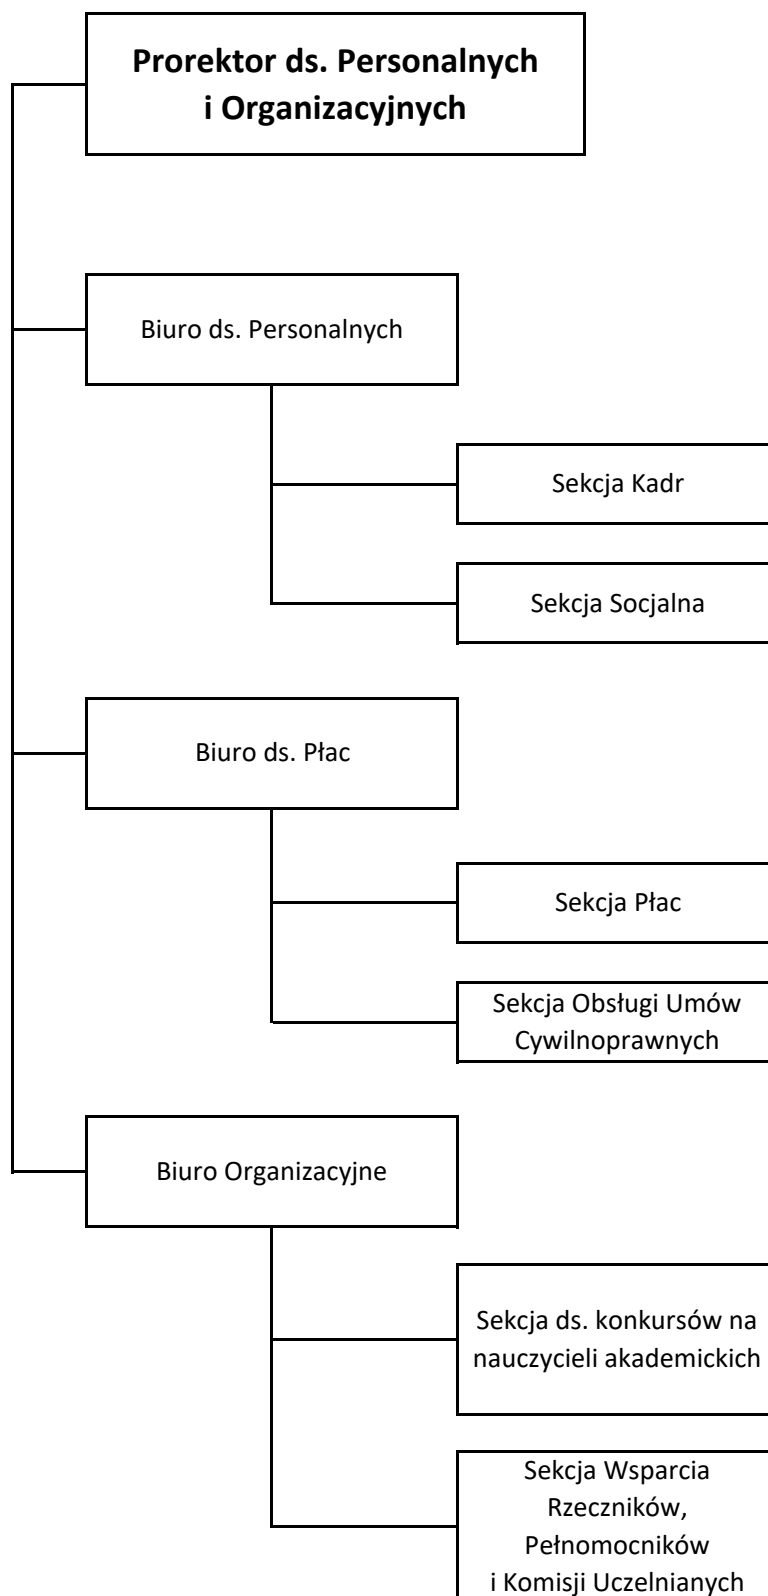 Prorektor ds. Personalnych
i Organizacyjnych
Biuro ds. Personalnych
Sekcja Kadr
Sekcja Socjalna
Biuro ds. Płac
Sekcja Płac
Sekcja Obsługi Umów
Cywilnoprawnych
Biuro Organizacyjne
Sekcja ds. konkursów na
nauczycieli akademickich
Sekcja Wsparcia
Rzeczników,
Pełnomocników
i Komisji Uczelnianych